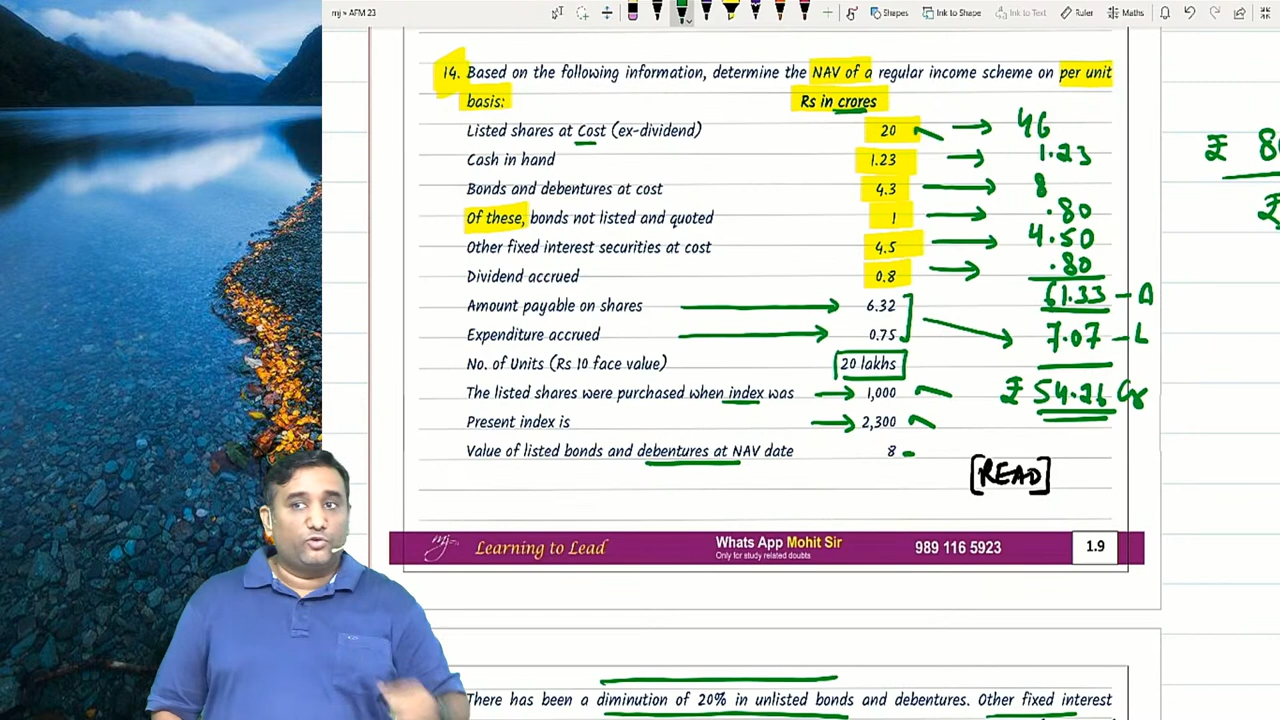 mj » AFM 23
Shapes Ink to Shape Ink to Text Ruler Maths
14. Based on the following information, determine the NAV of a regular income scheme on per unit
basis: Rs in crores
Listed shares at Cost (ex-dividend) 20 → 46
Cash in hand 1.23 → 1.23
Bonds and debentures at cost 4.3 → 8
Of these, bonds not listed and quoted 1 → .80
Other fixed interest securities at cost 4.5 → 4.50
Dividend accrued 0.8 → .80
61.33 - A
Amount payable on shares → 6.32
Expenditure accrued → 0.75 → 7.07 - L
No. of Units (Rs 10 face value) 20 lakhs
The listed shares were purchased when index was → 1,000 ₹ 54.26 Cr
Present index is → 2,300
Value of listed bonds and debentures at NAV date 8
[READ]
₹ 8
₹
mj Learning to Lead Whats App Mohit Sir 989 116 5923 1.9
Only for study related doubts
There has been a diminution of 20% in unlisted bonds and debentures. Other fixed interest